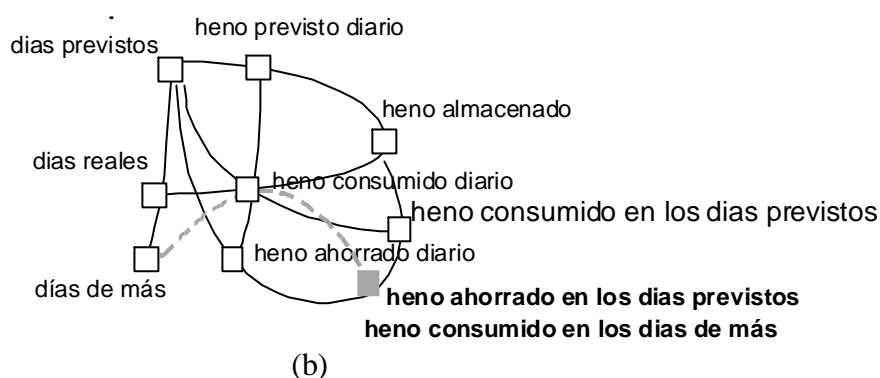 heno previsto diario
dias previstos
heno almacenado
dias reales
heno consumido diario
heno consumido en los dias previstos
heno ahorrado diario
días de más
heno ahorrado en los dias previstos
heno consumido en los dias de más
(b)